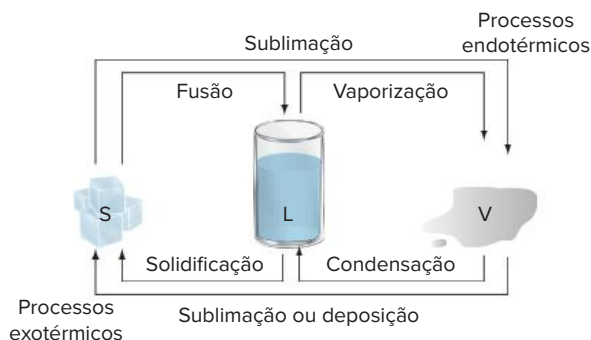 Processos
endotérmicos
Sublimação
Fusão
Vaporização
S
L
V
Solidificação
Condensação
Processos
exotérmicos
Sublimação ou deposição